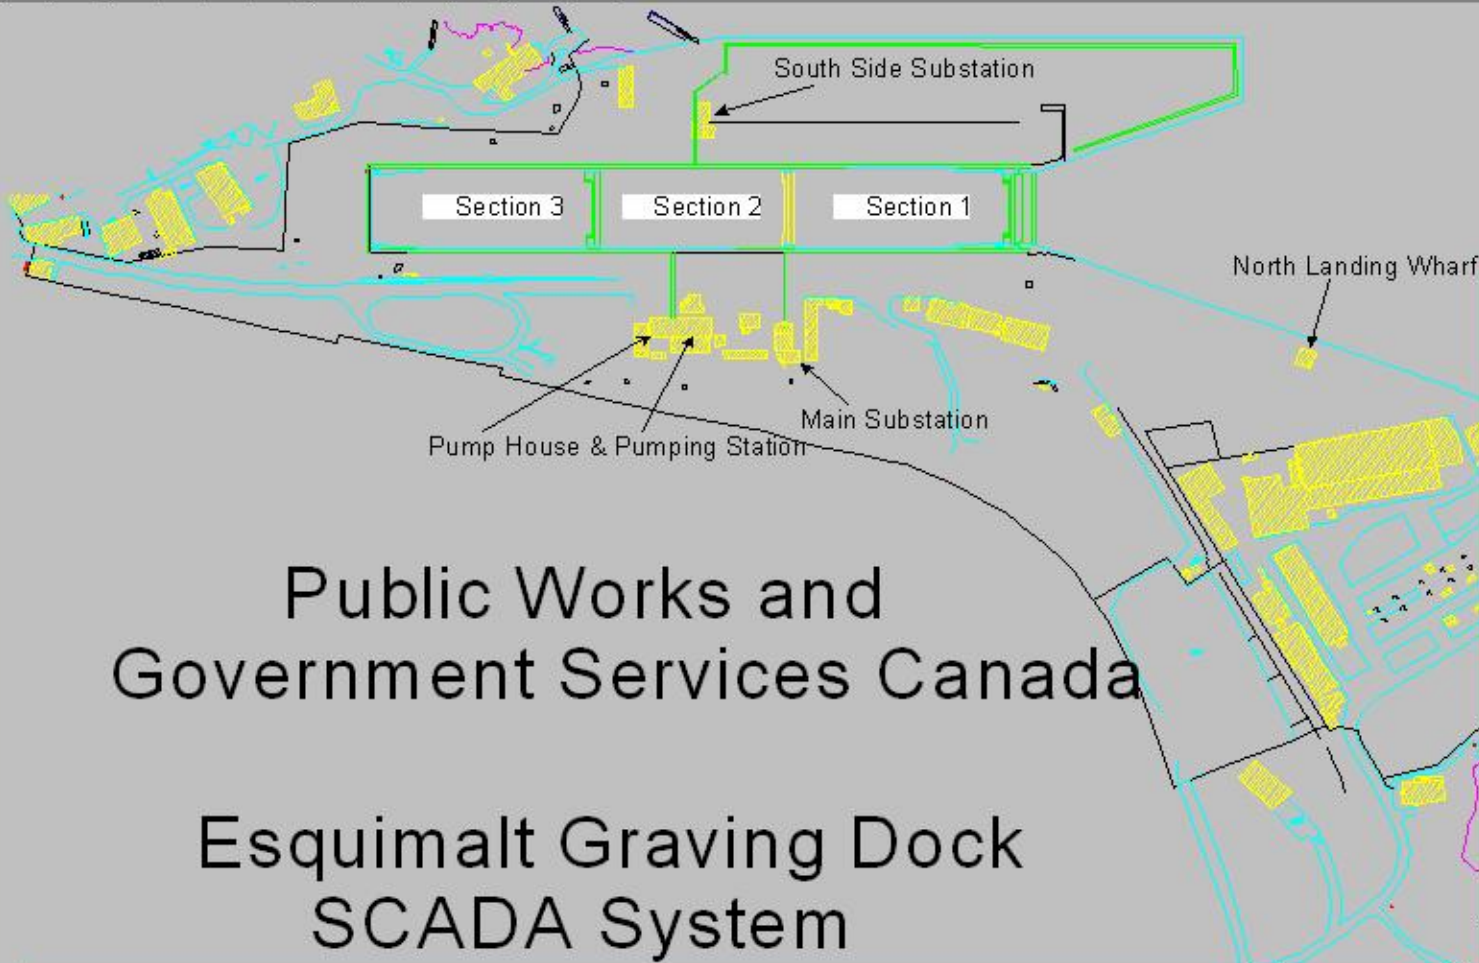 South Side Substation
Section 3
Section 2
Section 1
North Landing Wharf
Main Substation
Pump House & Pumping Station
Public Works and
Government Services Canada
Esquimalt Graving Dock
SCADA System